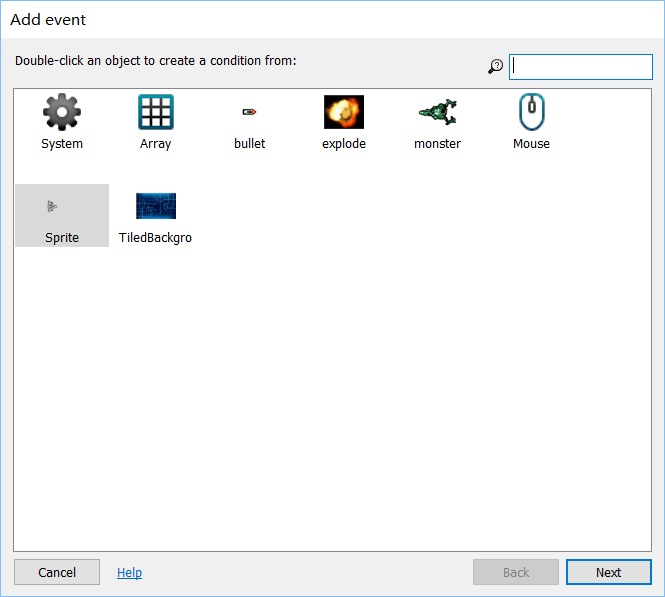 Add event
Double-click an object to create a condition from:
System
Array
bullet
explode
monster
Mouse
Sprite
TiledBackgro
Cancel
Help
Back
Next